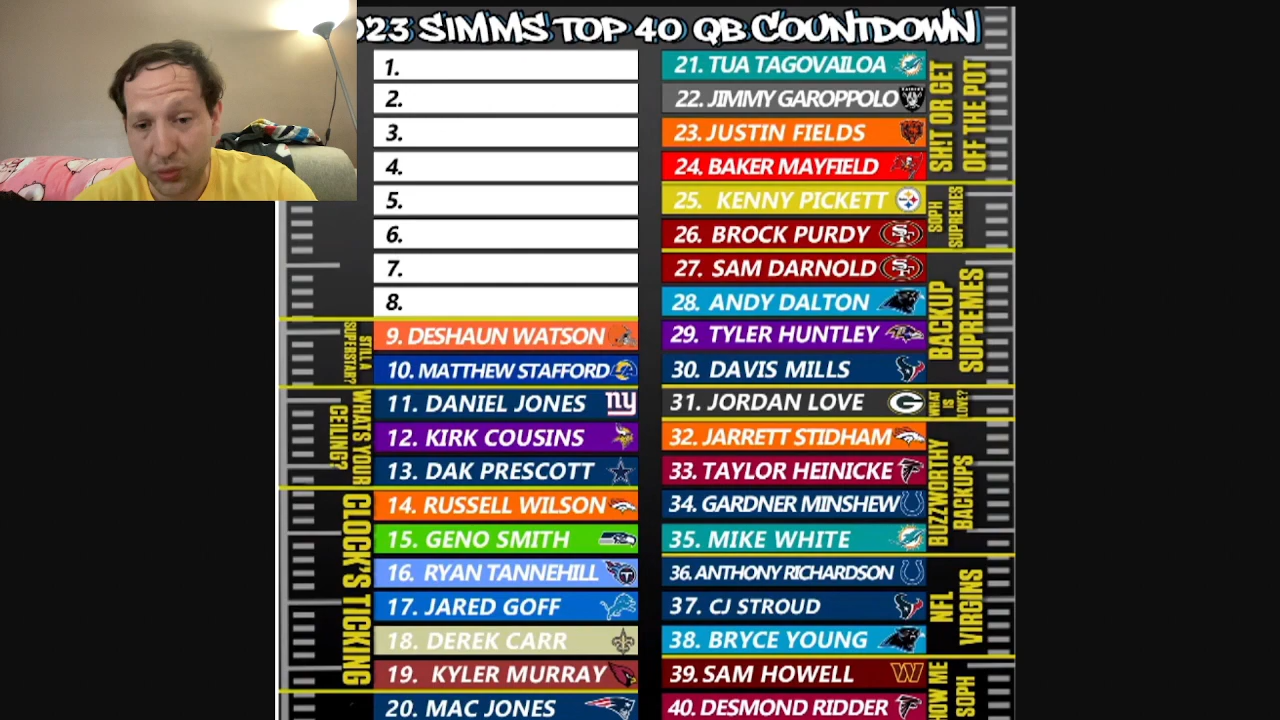 023 SIMMS TOP 40 QB COUNTDOWN
1.
2.
3.
4.
5.
6.
7.
8.
STILL A
SUPERSTAR?
9. DESHAUN WATSON
10. MATTHEW STAFFORD
WHATS YOUR
CEILING?
11. DANIEL JONES
ny
12. KIRK COUSINS
13. DAK PRESCOTT
CLOCK'S TICKING
14. RUSSELL WILSON
15. GENO SMITH
16. RYAN TANNEHILL
17. JARED GOFF
18. DEREK CARR
19. KYLER MURRAY
20. MAC JONES
21. TUA TAGOVAILOA
22. JIMMY GAROPPOLO
RAIDERS
23. JUSTIN FIELDS
24. BAKER MAYFIELD
SH!T OR GET
OFF THE POT
25. KENNY PICKETT
26. BROCK PURDY
SF
SOPH
SUPREMES
27. SAM DARNOLD
SF
28. ANDY DALTON
29. TYLER HUNTLEY
30. DAVIS MILLS
BACKUP
SUPREMES
31. JORDAN LOVE
G
WHAT
IS
LOVE?
32. JARRETT STIDHAM
33. TAYLOR HEINICKE
34. GARDNER MINSHEW
35. MIKE WHITE
BUZZWORTHY
BACKUPS
36. ANTHONY RICHARDSON
37. CJ STROUD
38. BRYCE YOUNG
NFL
VIRGINS
39. SAM HOWELL
W
40. DESMOND RIDDER
HOW ME
SOPH